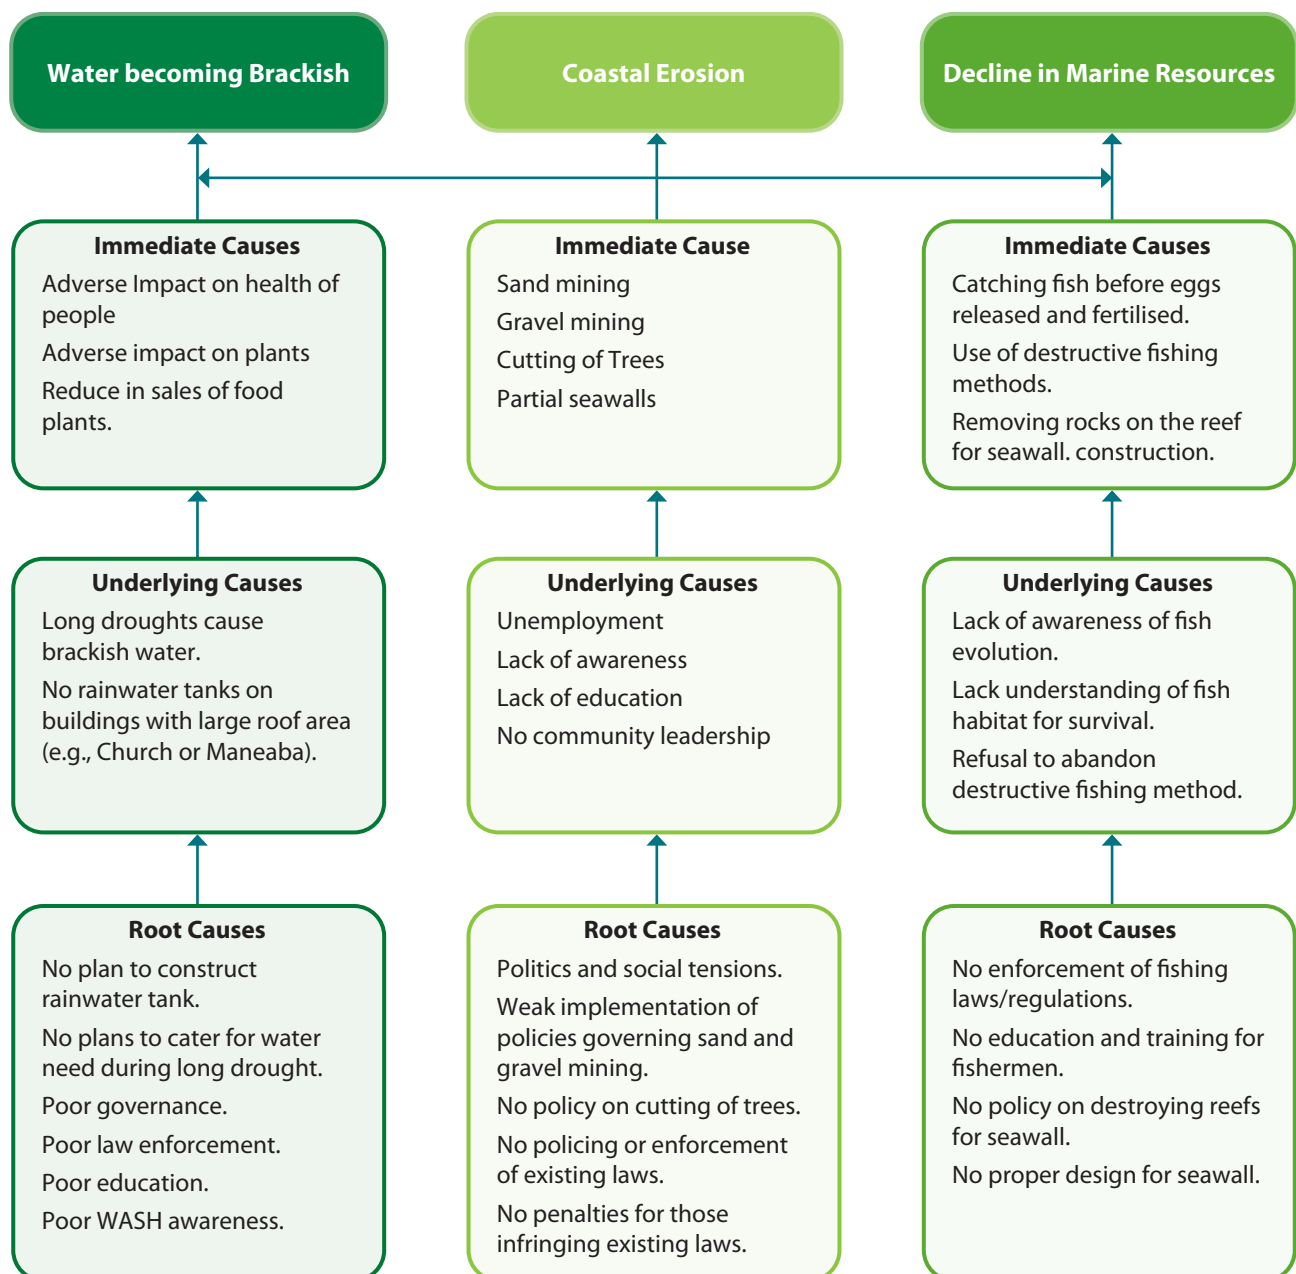 Water becoming Brackish
Coastal Erosion
Decline in Marine Resources
Immediate Causes
Adverse Impact on health of
people
Adverse impact on plants
Reduce in sales of food
plants.
Immediate Cause
Sand mining
Gravel mining
Cutting of Trees
Partial seawalls
Immediate Causes
Catching fish before eggs
released and fertilised.
Use of destructive fishing
methods.
Removing rocks on the reef
for seawall. construction.
Underlying Causes
Long droughts cause
brackish water.
No rainwater tanks on
buildings with large roof area
(e.g., Church or Maneaba).
Underlying Causes
Unemployment
Lack of awareness
Lack of education
No community leadership
Underlying Causes
Lack of awareness of fish
evolution.
Lack understanding of fish
habitat for survival.
Refusal to abandon
destructive fishing method.
Root Causes
No plan to construct
rainwater tank.
No plans to cater for water
need during long drought.
Poor governance.
Poor law enforcement.
Poor education.
Poor WASH awareness.
Root Causes
Politics and social tensions.
Weak implementation of
policies governing sand and
gravel mining.
No policy on cutting of trees.
No policing or enforcement
of existing laws.
No penalties for those
infringing existing laws.
Root Causes
No enforcement of fishing
laws/regulations.
No education and training for
fishermen.
No policy on destroying reefs
for seawall.
No proper design for seawall.